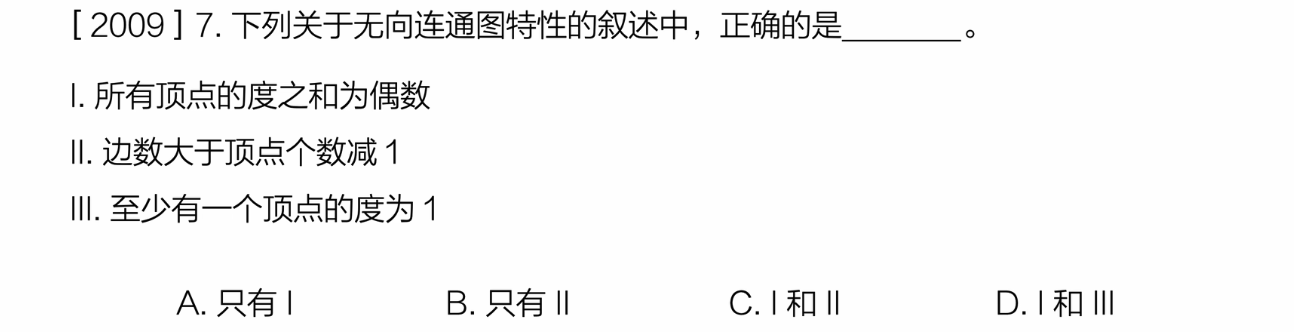 [ 2009 ] 7. 下列关于无向连通图特性的叙述中，正确的是_______。
I. 所有顶点的度之和为偶数
II. 边数大于顶点个数减 1
III. 至少有一个顶点的度为 1
A. 只有 I B. 只有 II C. I 和 II D. I 和 III